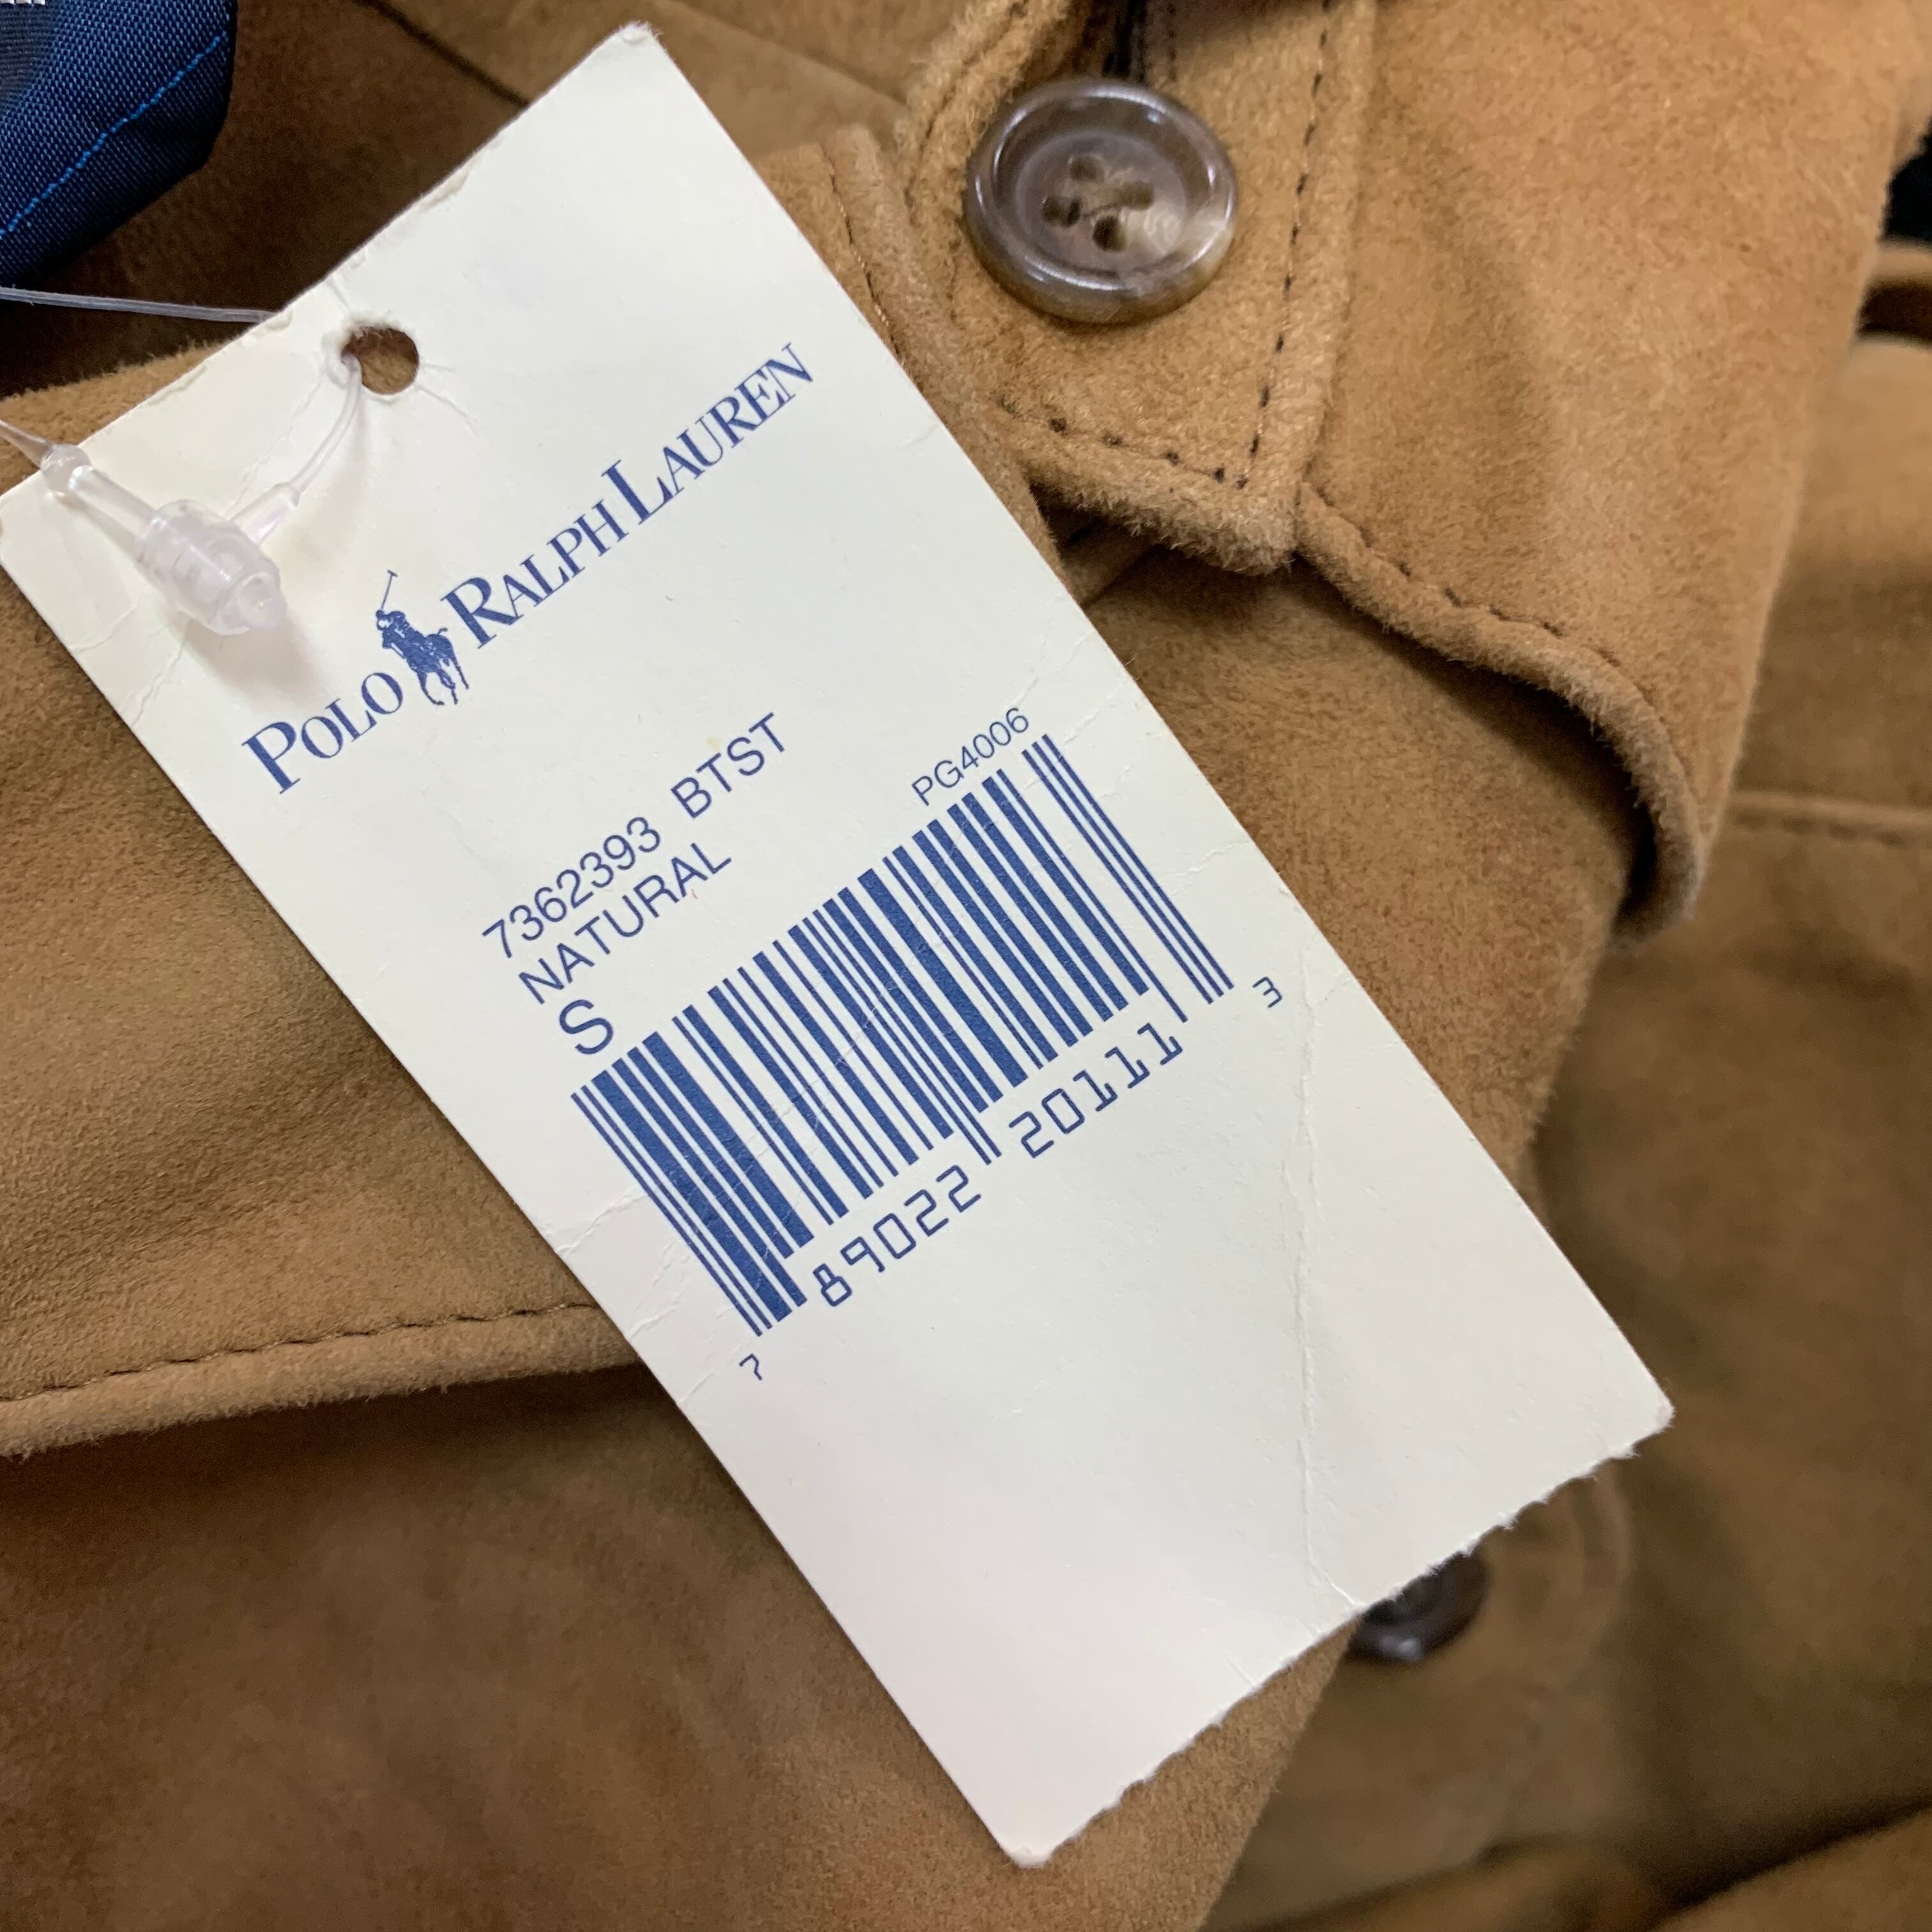 POLO RALPH LAUREN
7362393 BTST
NATURAL
S
PG4006
7 89022 20111 3